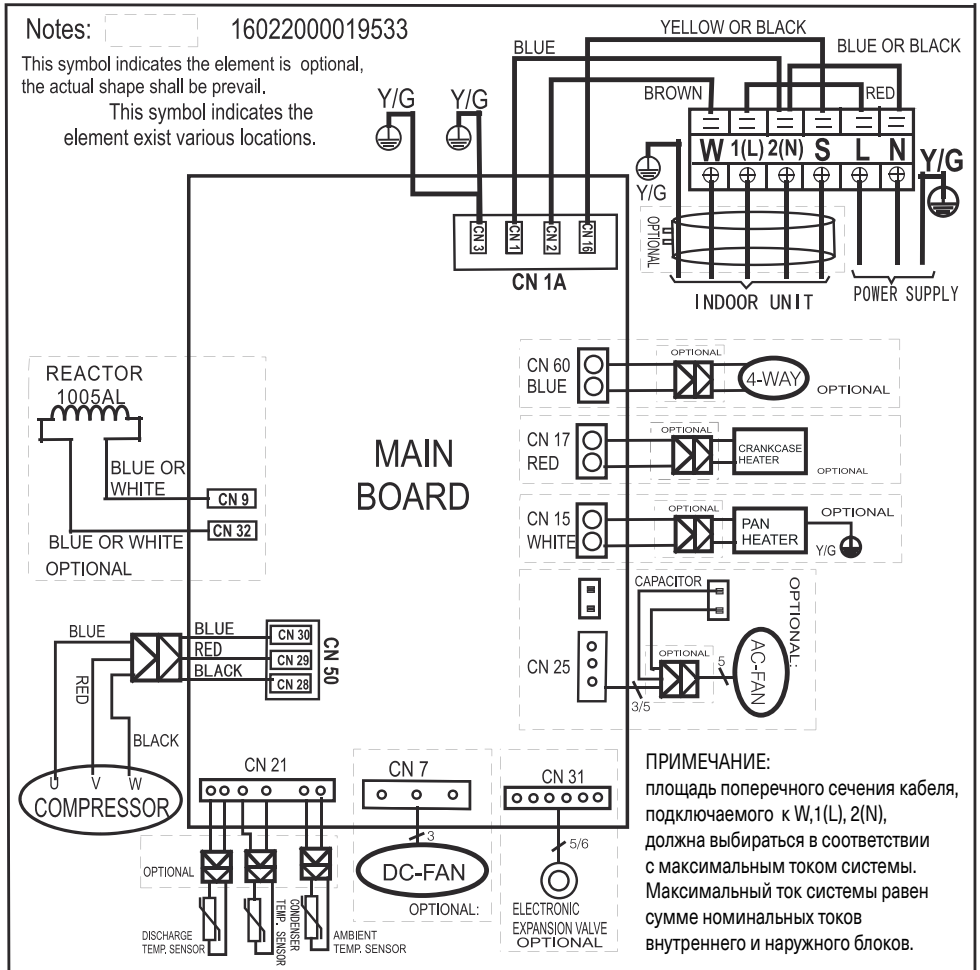 Notes: 16022000019533
This symbol indicates the element is optional,
the actual shape shall be prevail.
This symbol indicates the
element exist various locations.
YELLOW OR BLACK
BLUE
BLUE OR BLACK
BROWN
RED
Y/G
Y/G
W 1(L) 2(N) S L N
Y/G
Y/G
OPTIONAL
INDOOR UNIT
POWER SUPPLY
CN 3
CN 1
CN 2
CN 16
CN 1A
REACTOR
1005AL
BLUE OR
WHITE
CN 9
CN 32
BLUE OR WHITE
OPTIONAL
MAIN
BOARD
CN 60
BLUE
OPTIONAL
4-WAY
OPTIONAL
CN 17
RED
OPTIONAL
CRANKCASE
HEATER
OPTIONAL
CN 15
WHITE
OPTIONAL
PAN
HEATER
OPTIONAL
Y/G
CAPACITOR
OPTIONAL:
CN 25
OPTIONAL
3/5
5
AC-FAN
BLUE
RED
BLACK
BLUE
RED
BLACK
CN 30
CN 29
CN 28
CN 50
U V W
COMPRESSOR
CN 21
OPTIONAL
DISCHARGE
TEMP. SENSOR
CONDENSER
TEMP. SENSOR
AMBIENT
TEMP. SENSOR
CN 7
3
DC-FAN
OPTIONAL:
CN 31
5/6
ELECTRONIC
EXPANSION VALVE
OPTIONAL
ПРИМЕЧАНИЕ:
площадь поперечного сечения кабеля,
подключаемого к W,1(L), 2(N),
должна выбираться в соответствии
с максимальным током системы.
Максимальный ток системы равен
сумме номинальных токов
внутреннего и наружного блоков.